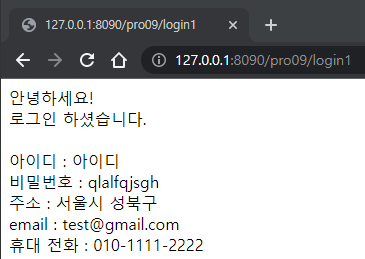 127.0.0.1:8090/pro09/login1
127.0.0.1:8090/pro09/login1
안녕하세요!
로그인 하셨습니다.
아이디 : 아이디
비밀번호 : qlalfqjsgh
주소 : 서울시 성북구
email : test@gmail.com
휴대 전화 : 010-1111-2222